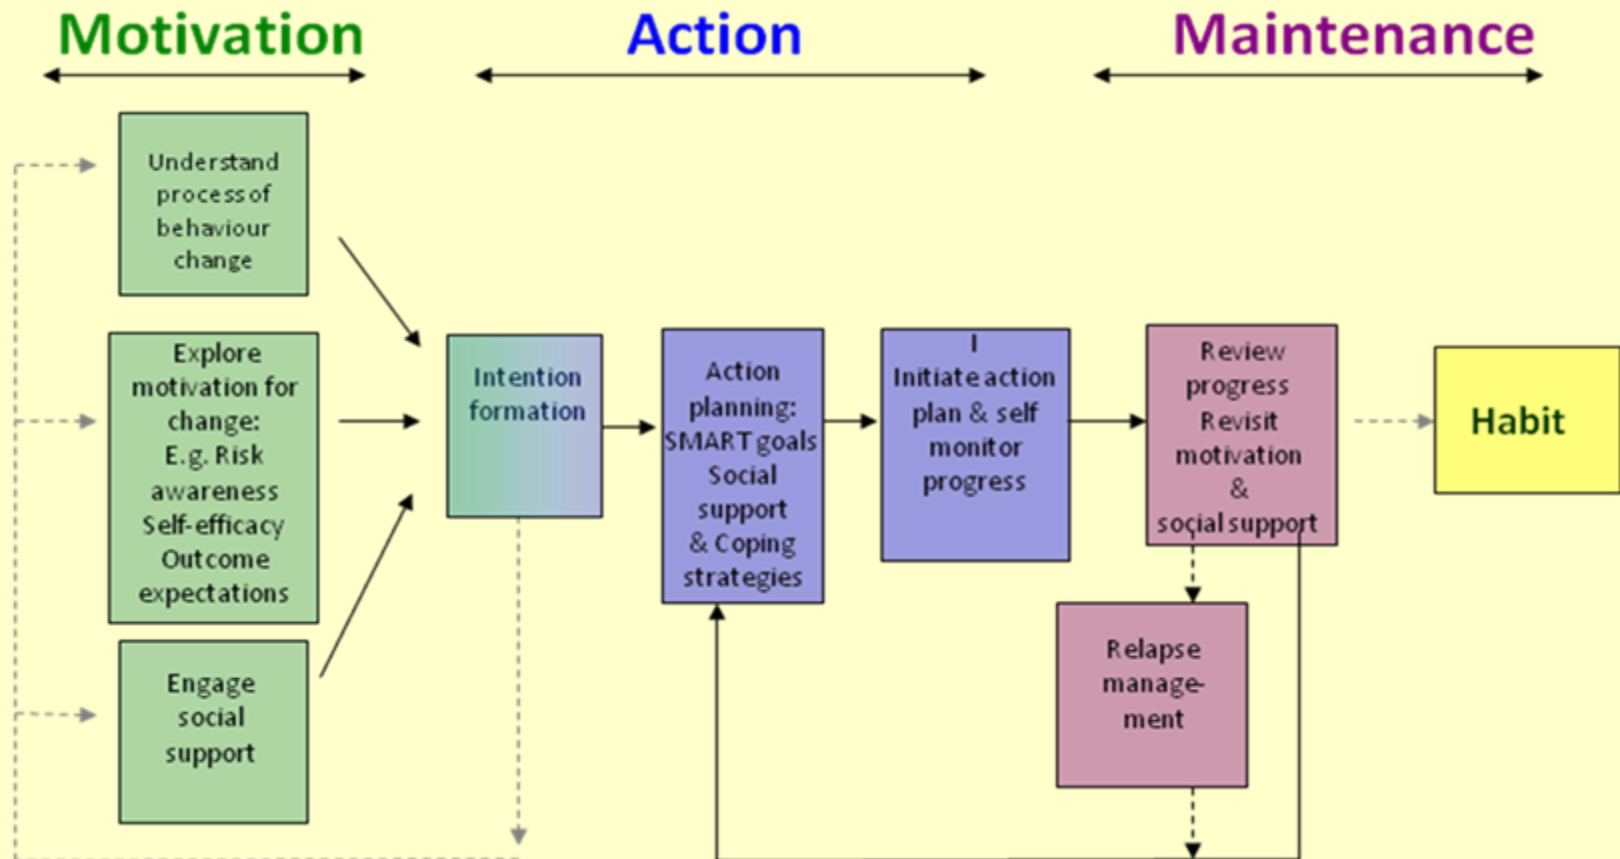 Motivation
Action
Maintenance
Understand
process of
behaviour
change
Explore
motivation for
change:
E.g. Risk
awareness
Self-efficacy
Outcome
expectations
Engage
social
support
Intention
formation
Action
planning:
SMART goals
Social
support
& Coping
strategies
I
Initiate action
plan & self
monitor
progress
Review
progress
Revisit
motivation
&
social support
Relapse
manage-
ment
Habit